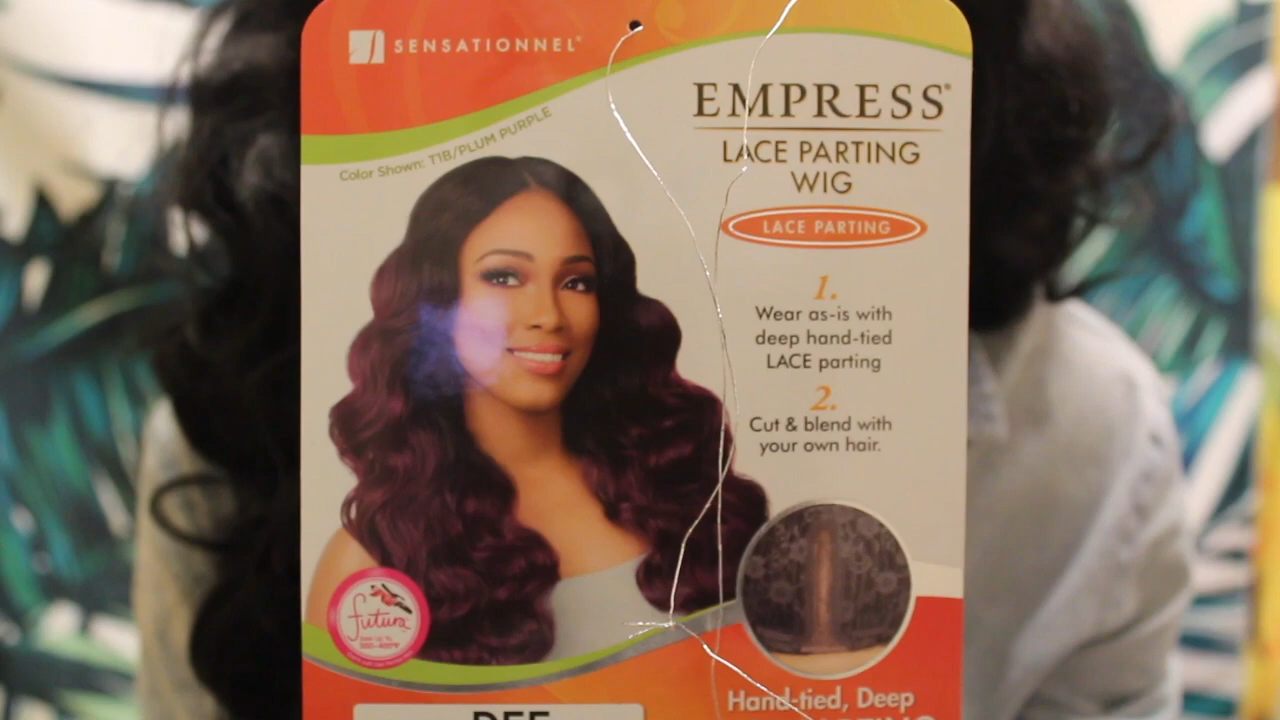 SENSATIONNEL®
Color Shown: T1B/PLUM PURPLE
EMPRESS®
LACE PARTING
WIG
LACE PARTING
1.
Wear as-is with
deep hand-tied
LACE parting
2.
Cut & blend with
your own hair.
futura
Hand-tied, Deep